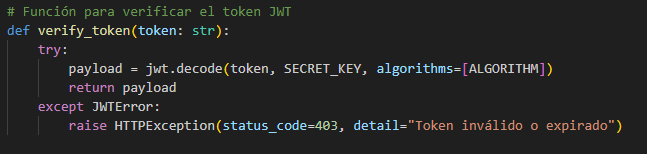 # Función para verificar el token JWT
def verify_token(token: str):
    try:
        payload = jwt.decode(token, SECRET_KEY, algorithms=[ALGORITHM])
        return payload
    except JWTError:
        raise HTTPException(status_code=403, detail="Token inválido o expirado")